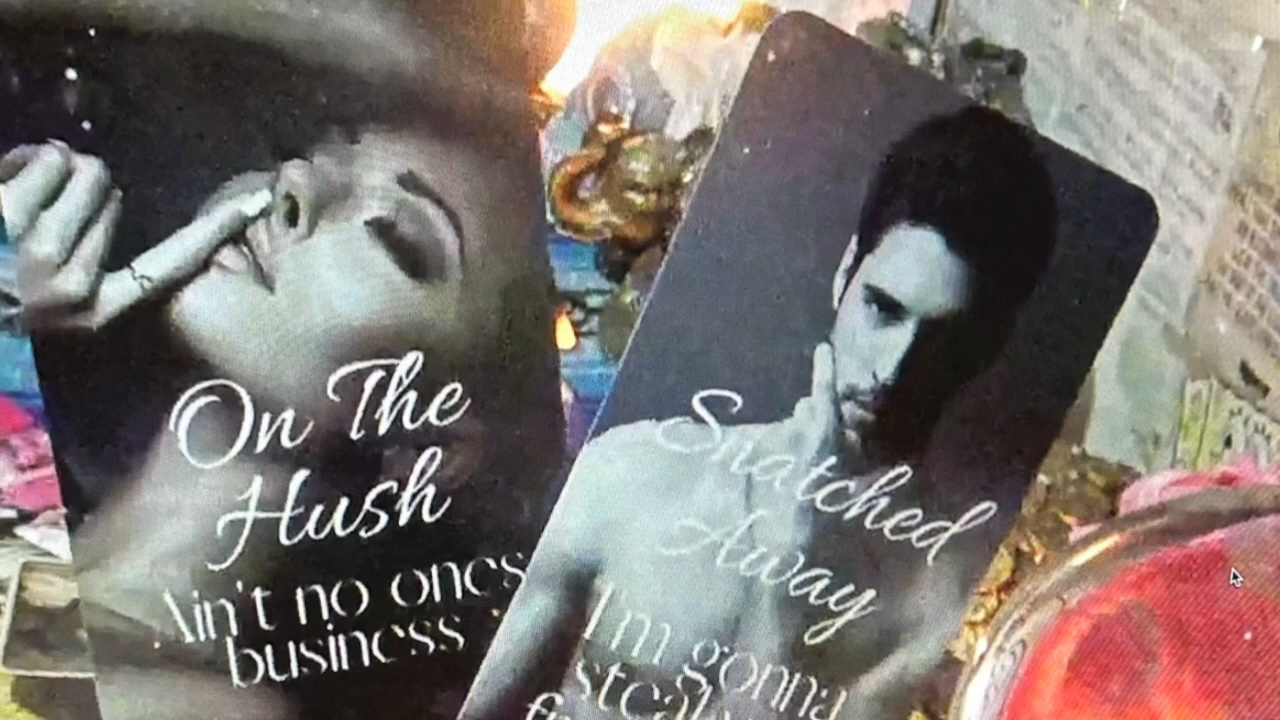 On The
Hush
Ain't no ones
business
Snatched
Away
I'm gonna
steal